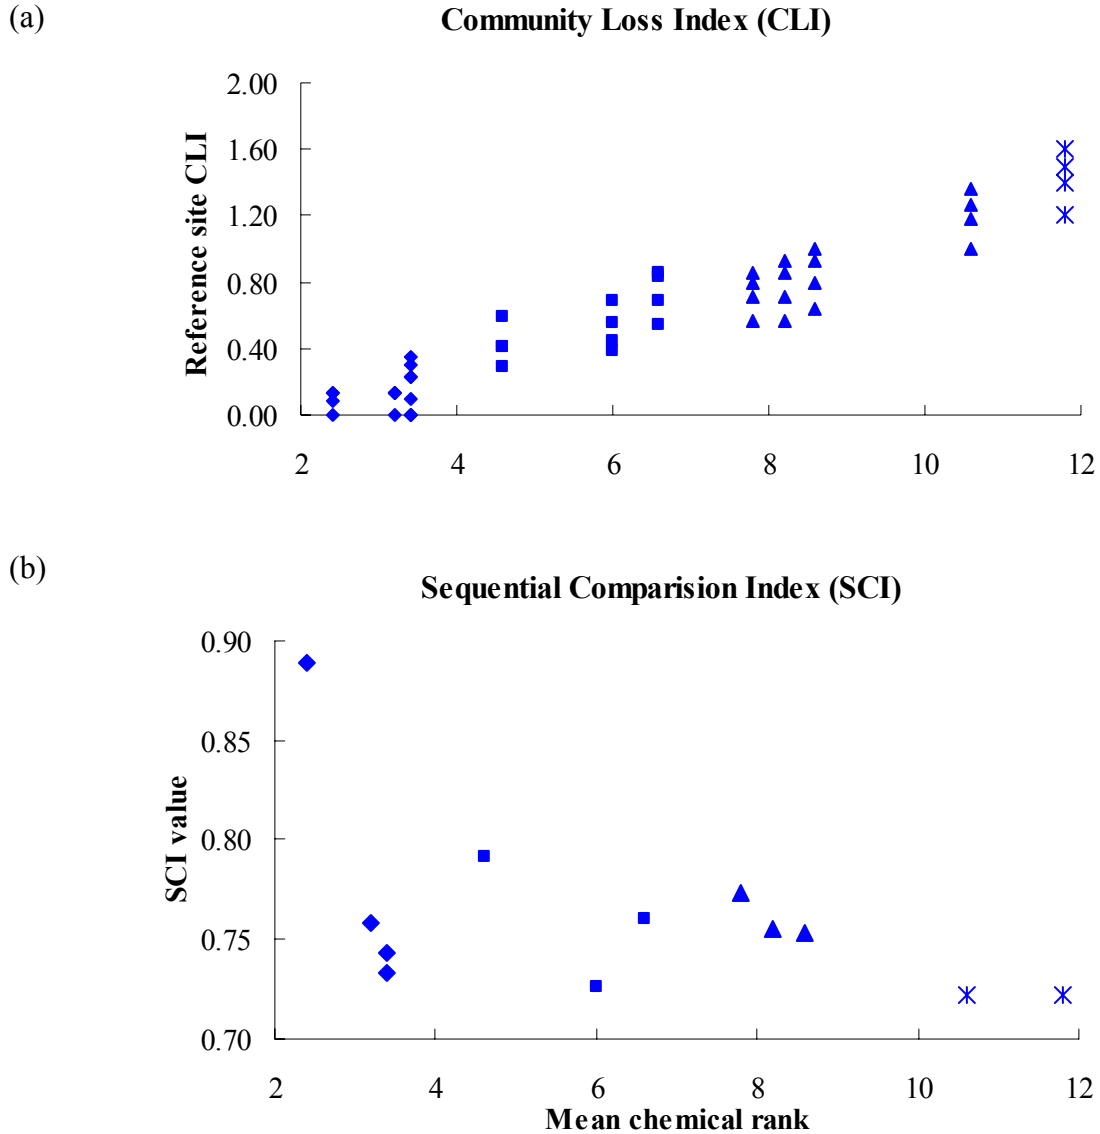 (a)
Community Loss Index (CLI)
2.00
1.60
1.20
0.80
0.40
0.00
Reference site CLI
2 4 6 8 10 12
(b)
Sequential Comparision Index (SCI)
0.90
0.85
0.80
0.75
0.70
SCI value
2 4 6 8 10 12
Mean chemical rank